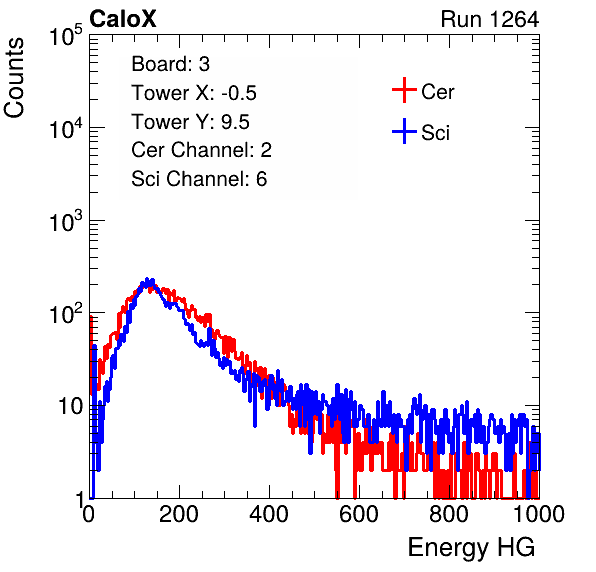 CaloX Run 1264
Counts
Board: 3
Tower X: -0.5
Tower Y: 9.5
Cer Channel: 2
Sci Channel: 6
Cer
Sci
10^5
10^4
10^3
10^2
10
1
0 200 400 600 800 1000
Energy HG